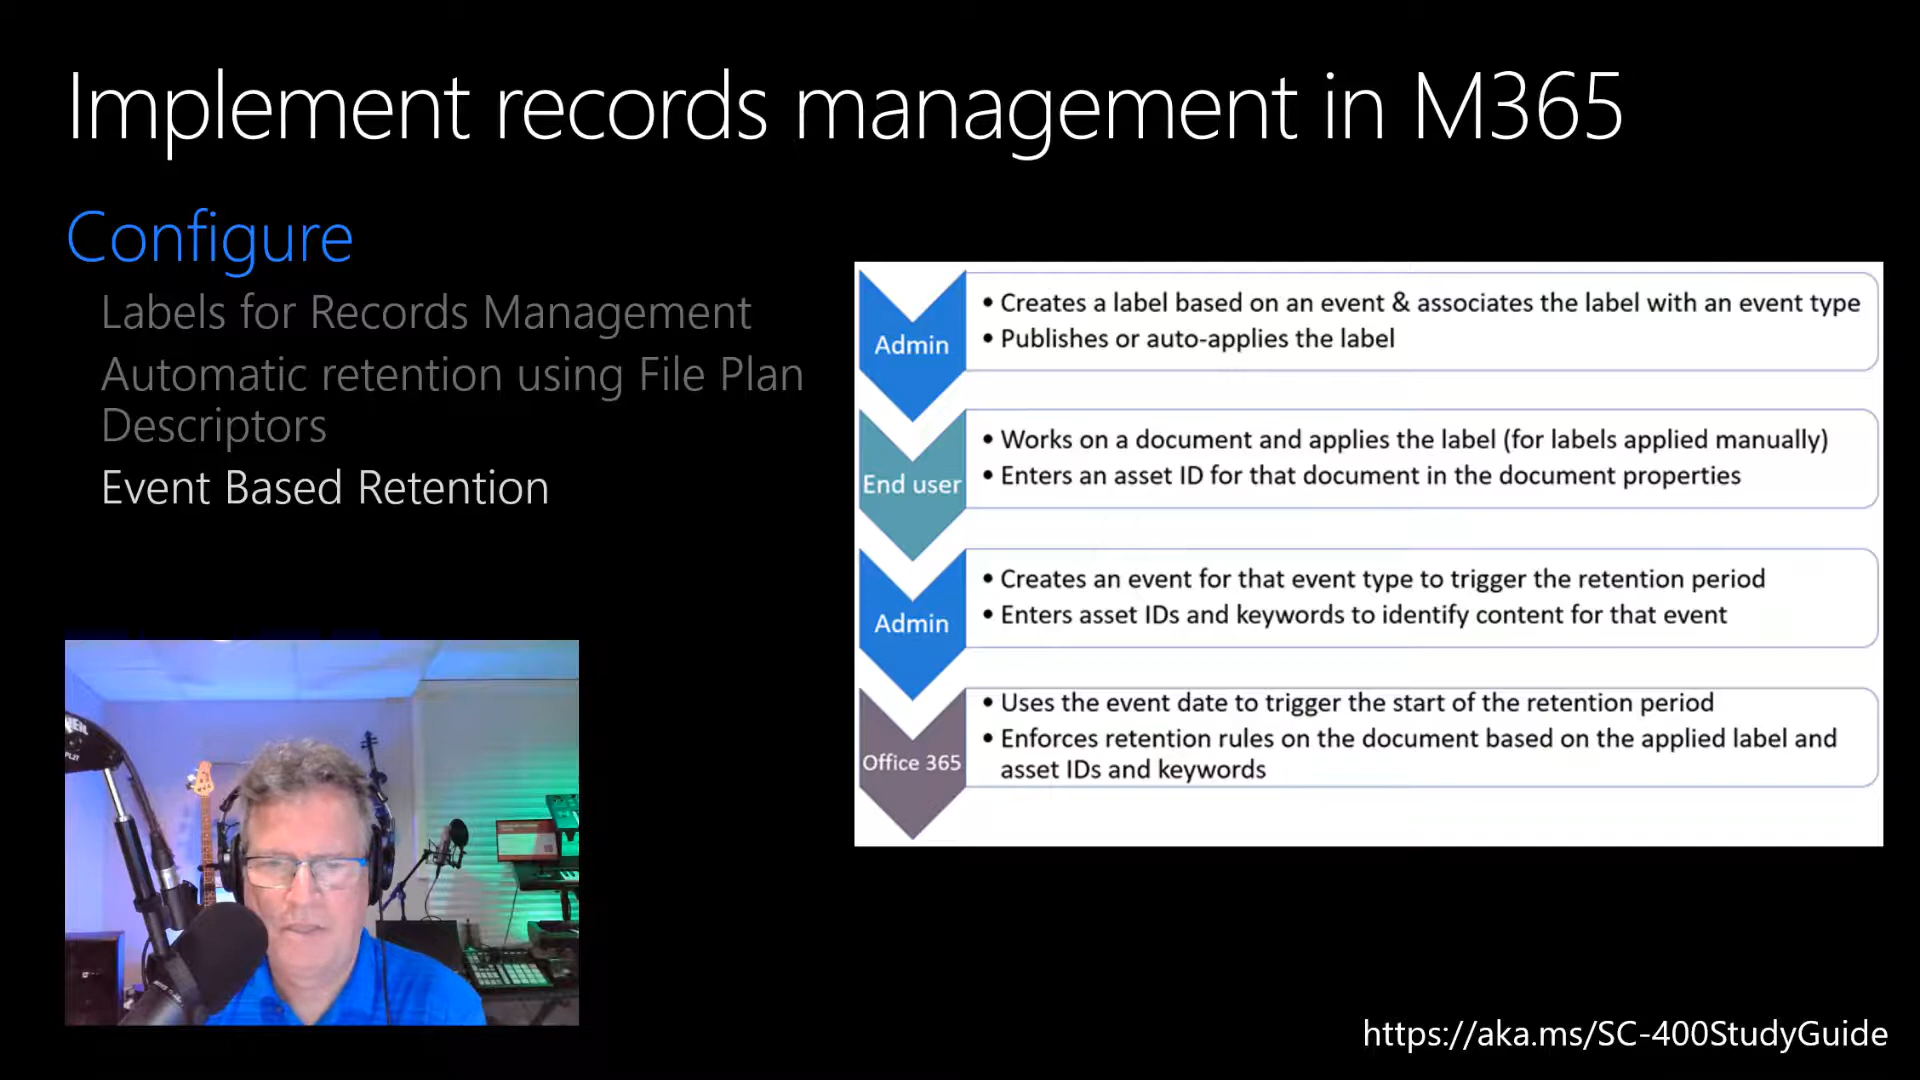 Implement records management in M365
Configure
Labels for Records Management
Automatic retention using File Plan
Descriptors
Event Based Retention
Admin
• Creates a label based on an event & associates the label with an event type
• Publishes or auto-applies the label
End user
• Works on a document and applies the label (for labels applied manually)
• Enters an asset ID for that document in the document properties
Admin
• Creates an event for that event type to trigger the retention period
• Enters asset IDs and keywords to identify content for that event
Office 365
• Uses the event date to trigger the start of the retention period
• Enforces retention rules on the document based on the applied label and
asset IDs and keywords
https://aka.ms/SC-400StudyGuide